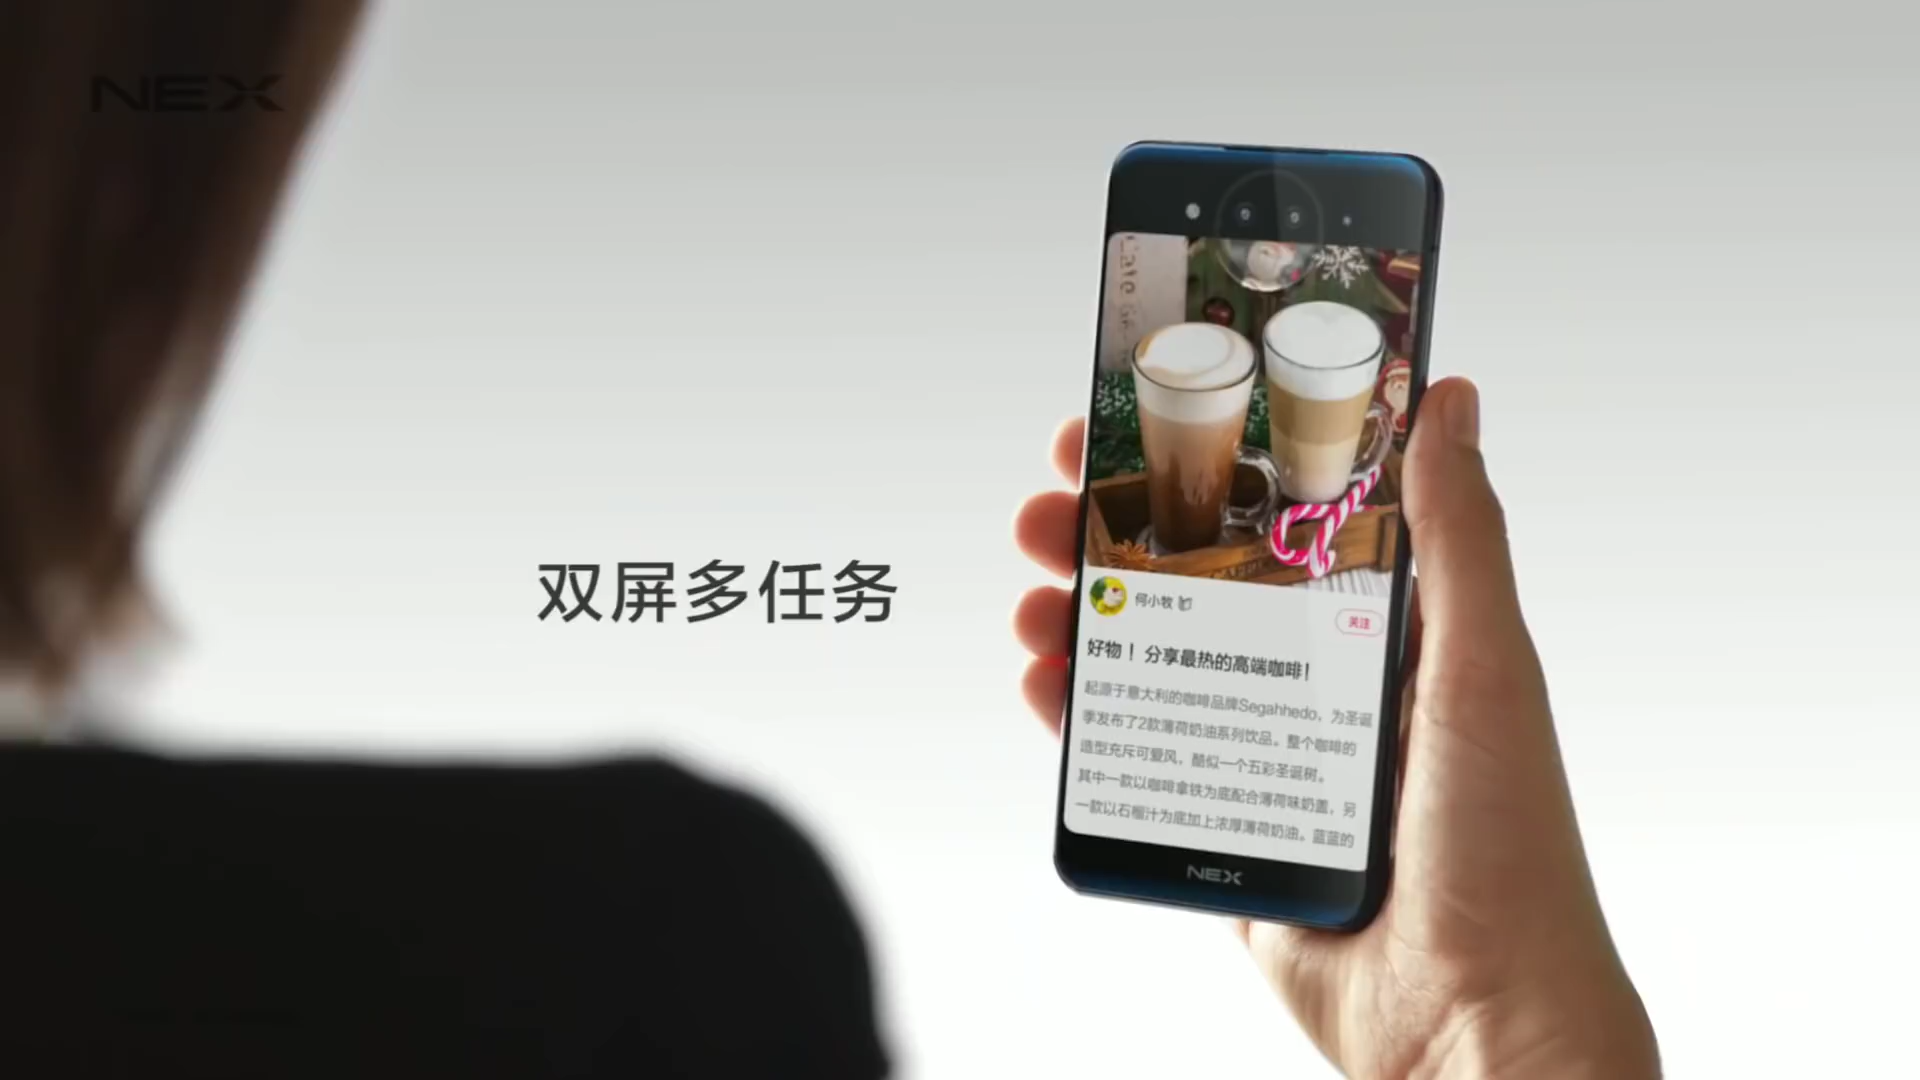 NEX
双屏多任务
Cafe
何小牧
关注
好物！分享最热的高端咖啡！
起源于意大利的咖啡品牌Segahhedo，为圣诞
季发布了2款薄荷奶油系列饮品。整个咖啡的
造型充斥可爱风，酷似一个五彩圣诞树。
其中一款以咖啡拿铁为底配合薄荷味奶盖，另
一款以石榴汁为底加上浓厚薄荷奶油。蓝蓝的
NEX